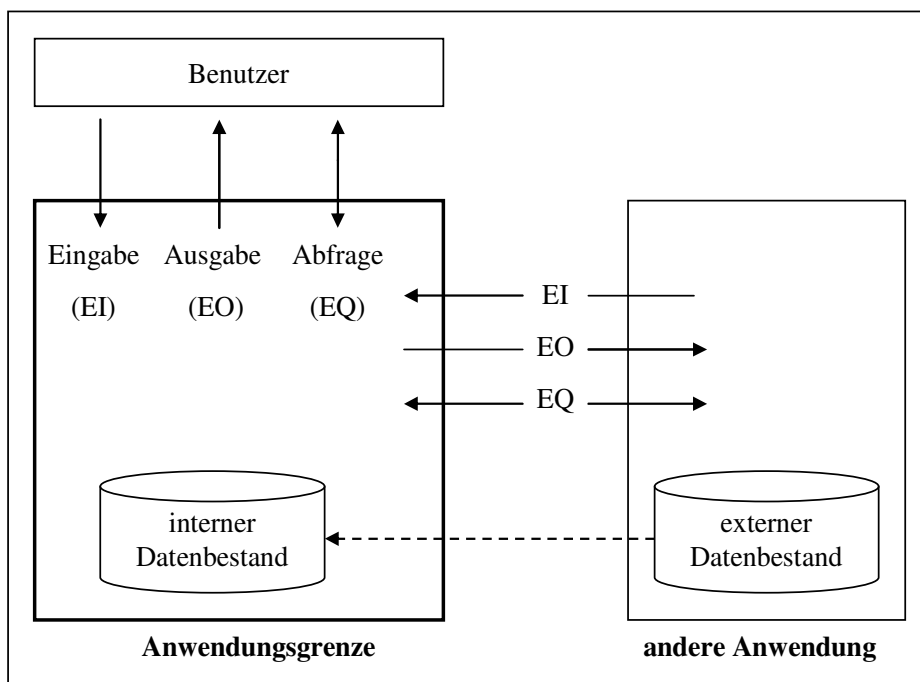 Benutzer
Eingabe Ausgabe Abfrage
(EI) (EO) (EQ)
EI
EO
EQ
interner
Datenbestand
externer
Datenbestand
Anwendungsgrenze
andere Anwendung